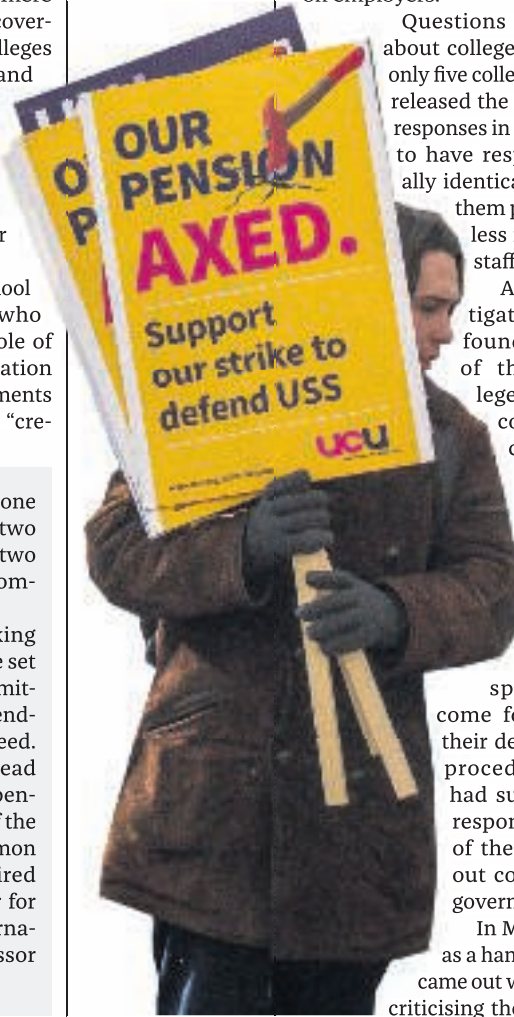 cover-
lleges
and
r
ool
who
ole of
ation
ments
“cre-
one
two
two
om-
king
e set
mit-
end-
eed.
ead
pen-
f the
mon
ired
r for
rna-
ssor
O
P
OUR
PENSION
AXED.
Support
our strike to
defend USS
ucu
on employers.
Questions
about college
only five colle
released the
responses in
to have resp
ally identica
them p
less
staff
A
tigat
foun
of th
lege
co
sp
come fo
their de
proced
had su
respon
of the
out co
govern
In M
as a han
came out w
criticising the